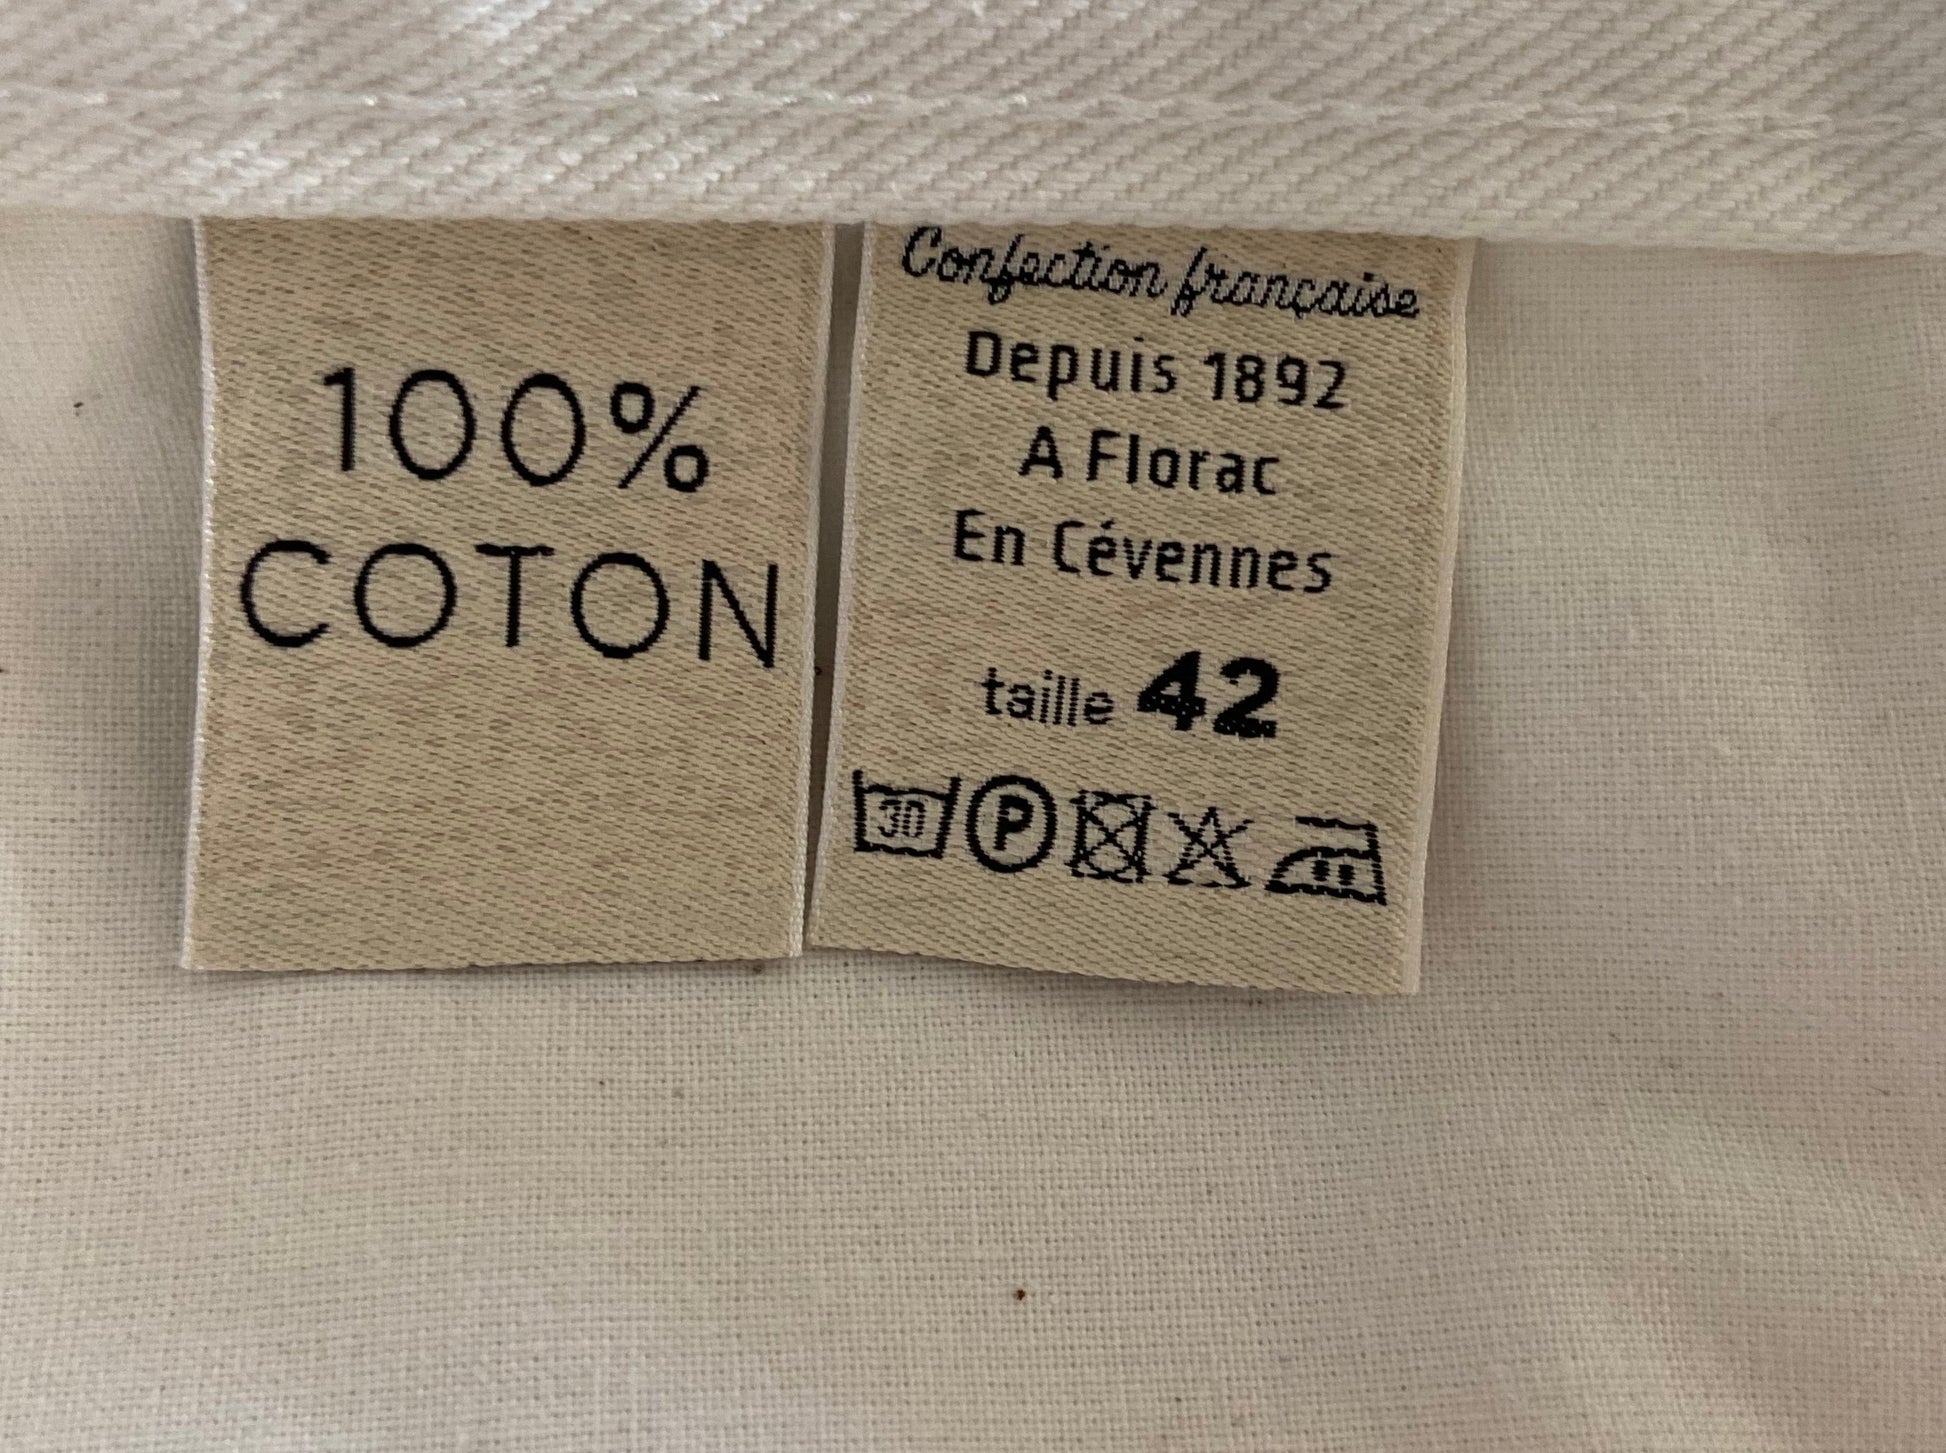 100%
COTON
Confection française
Depuis 1892
A Florac
En Cévennes
taille 42
30 P